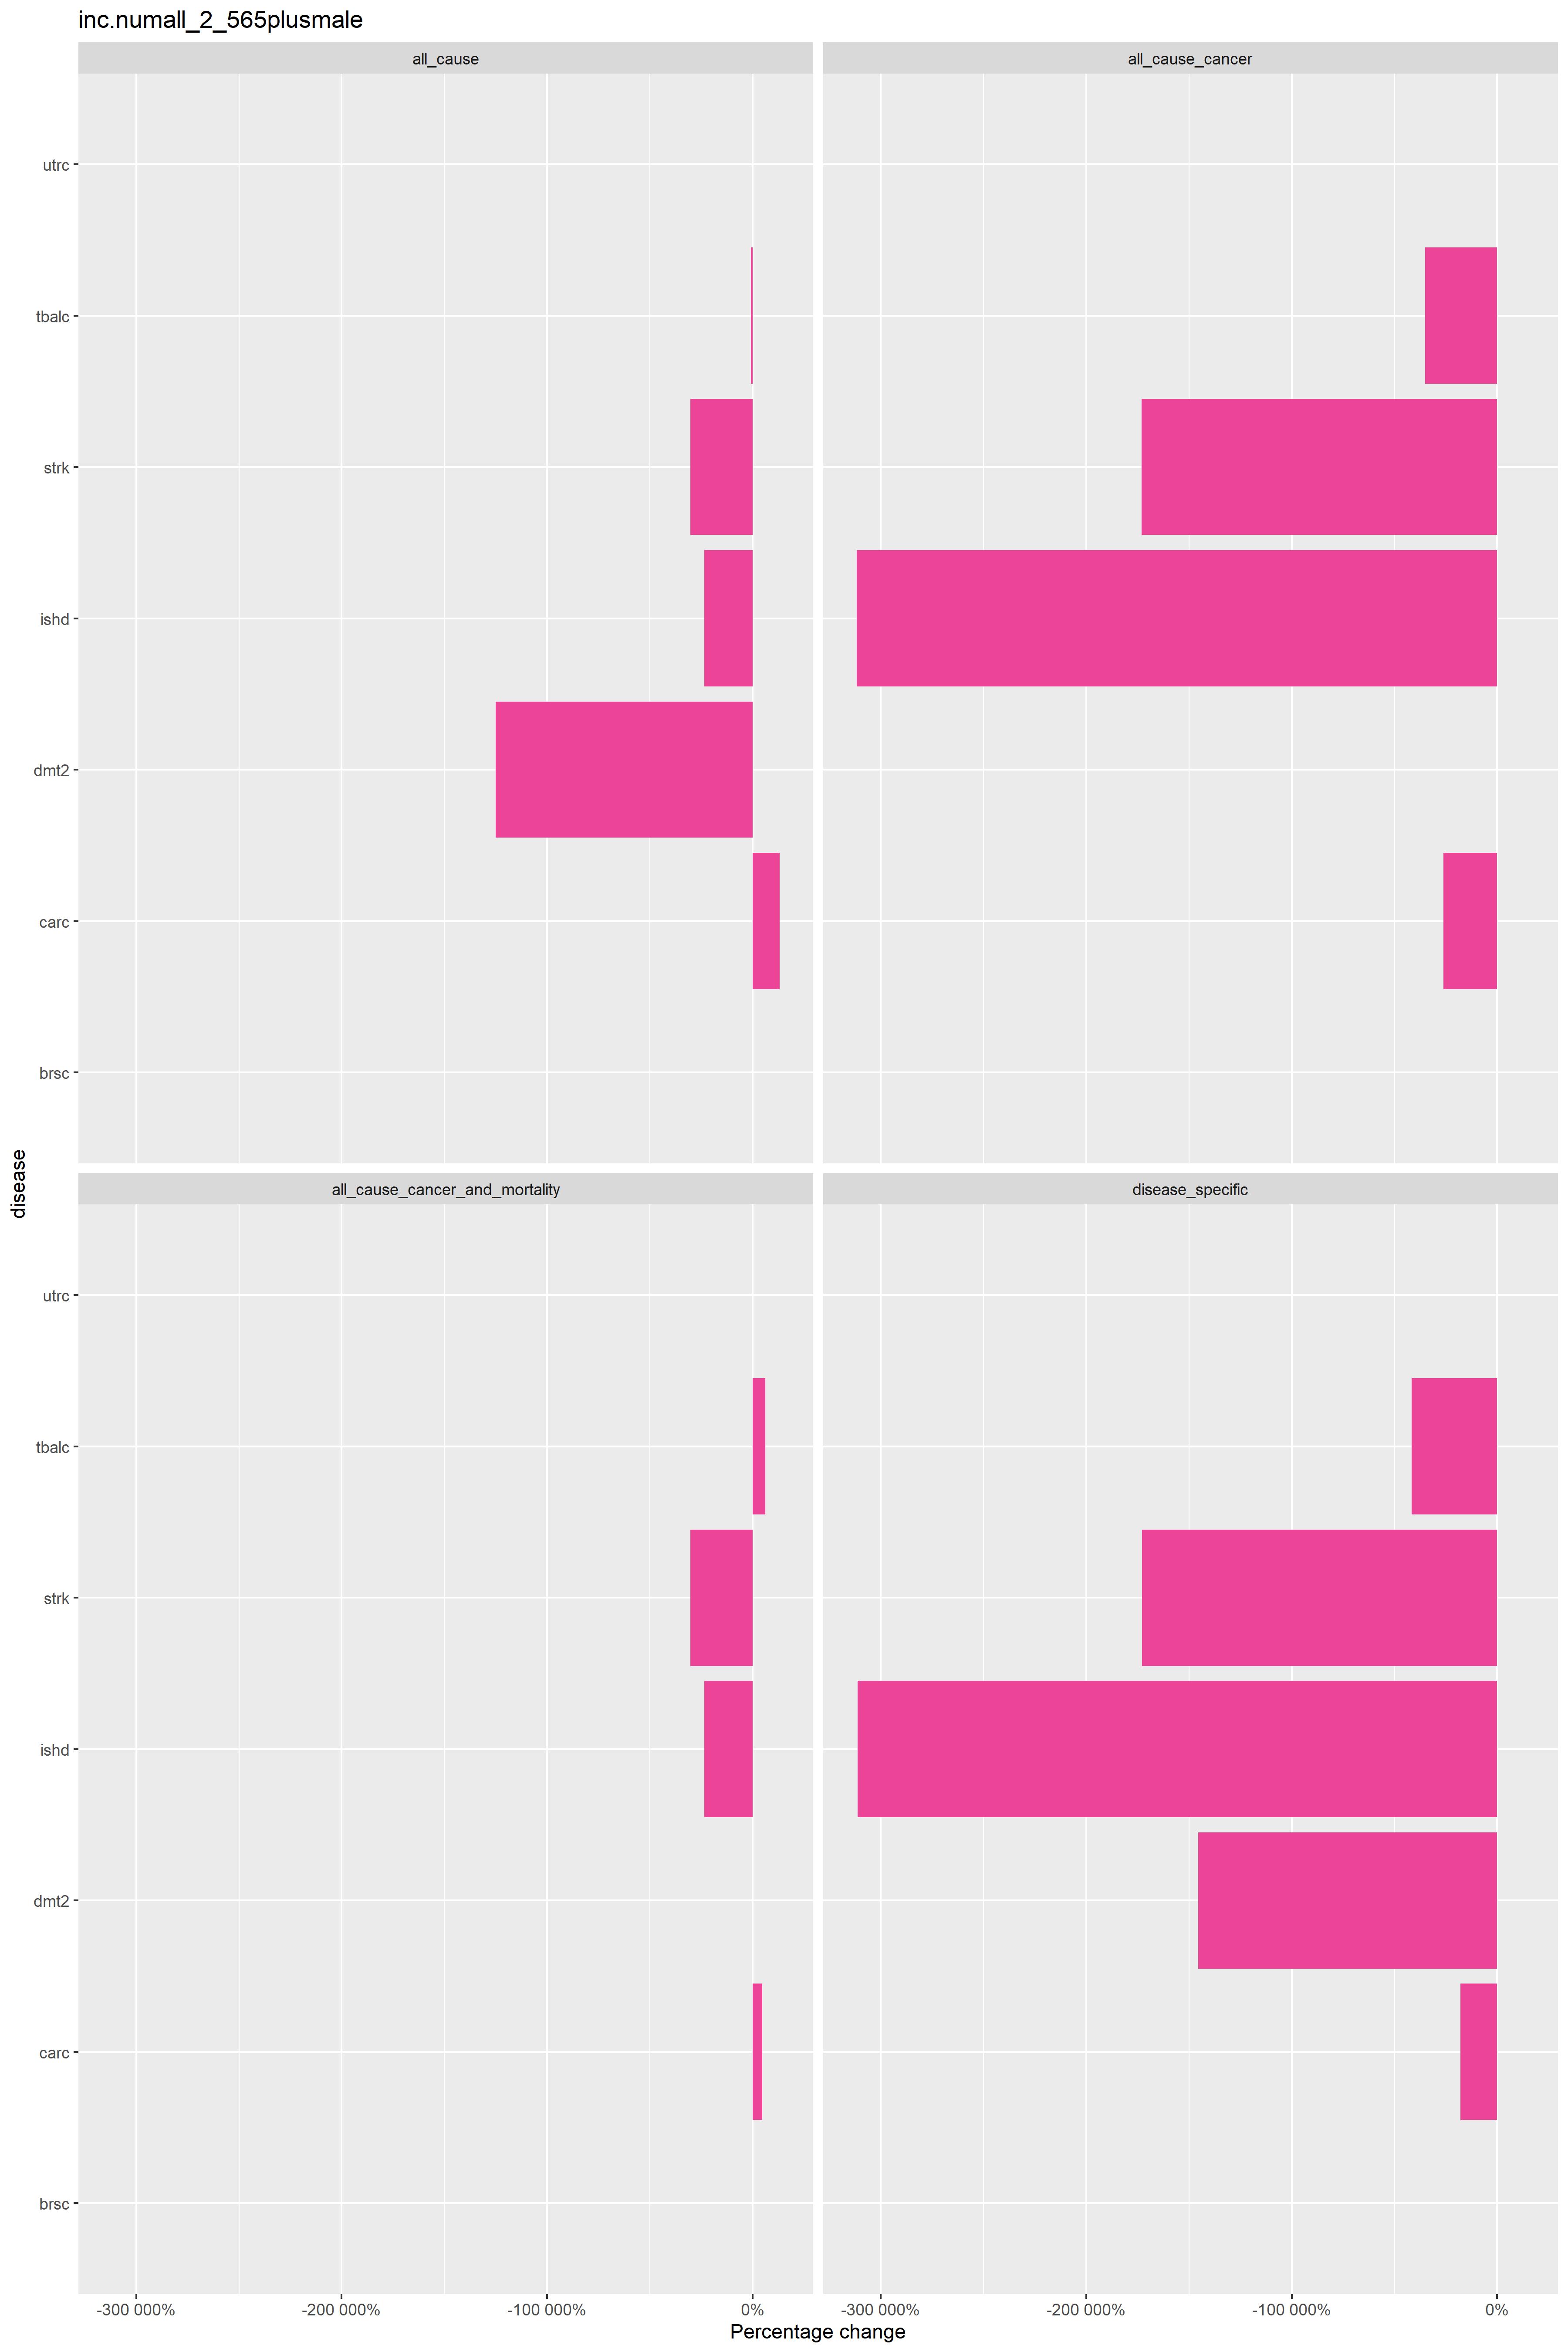 inc.numall_2_565plusmale
all_cause
all_cause_cancer
utrc
tbalc
strk
ishd
dmt2
carc
brsc
disease
all_cause_cancer_and_mortality
disease_specific
utrc
tbalc
strk
ishd
dmt2
carc
brsc
-300 000% -200 000% -100 000% 0%
-300 000% -200 000% -100 000% 0%
Percentage change